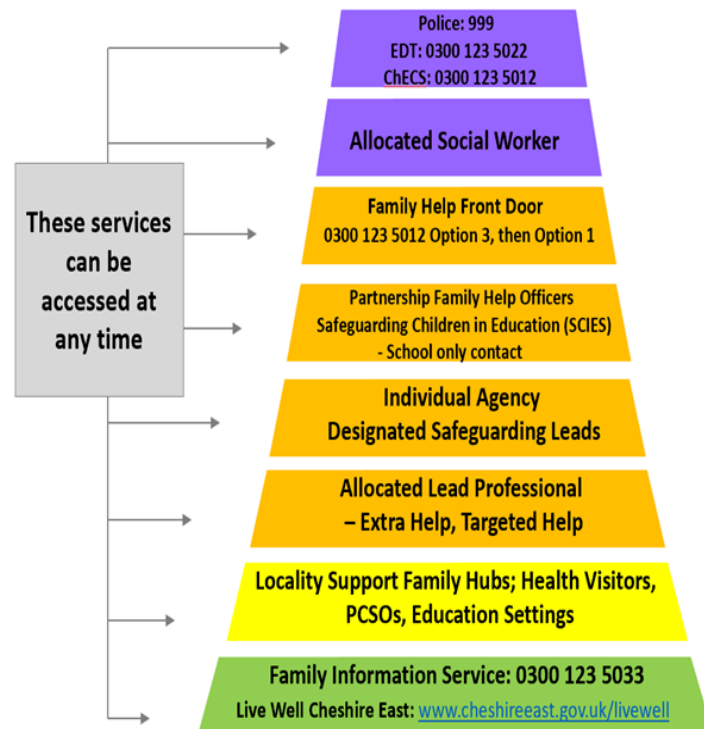 Police: 999
EDT: 0300 123 5022
ChECS: 0300 123 5012
Allocated Social Worker
These services
can be
accessed at
any time
Family Help Front Door
0300 123 5012 Option 3, then Option 1
Partnership Family Help Officers
Safeguarding Children in Education (SCIES)
- School only contact
Individual Agency
Designated Safeguarding Leads
Allocated Lead Professional
– Extra Help, Targeted Help
Locality Support Family Hubs; Health Visitors,
PCSOs, Education Settings
Family Information Service: 0300 123 5033
Live Well Cheshire East: www.cheshireeast.gov.uk/livewell